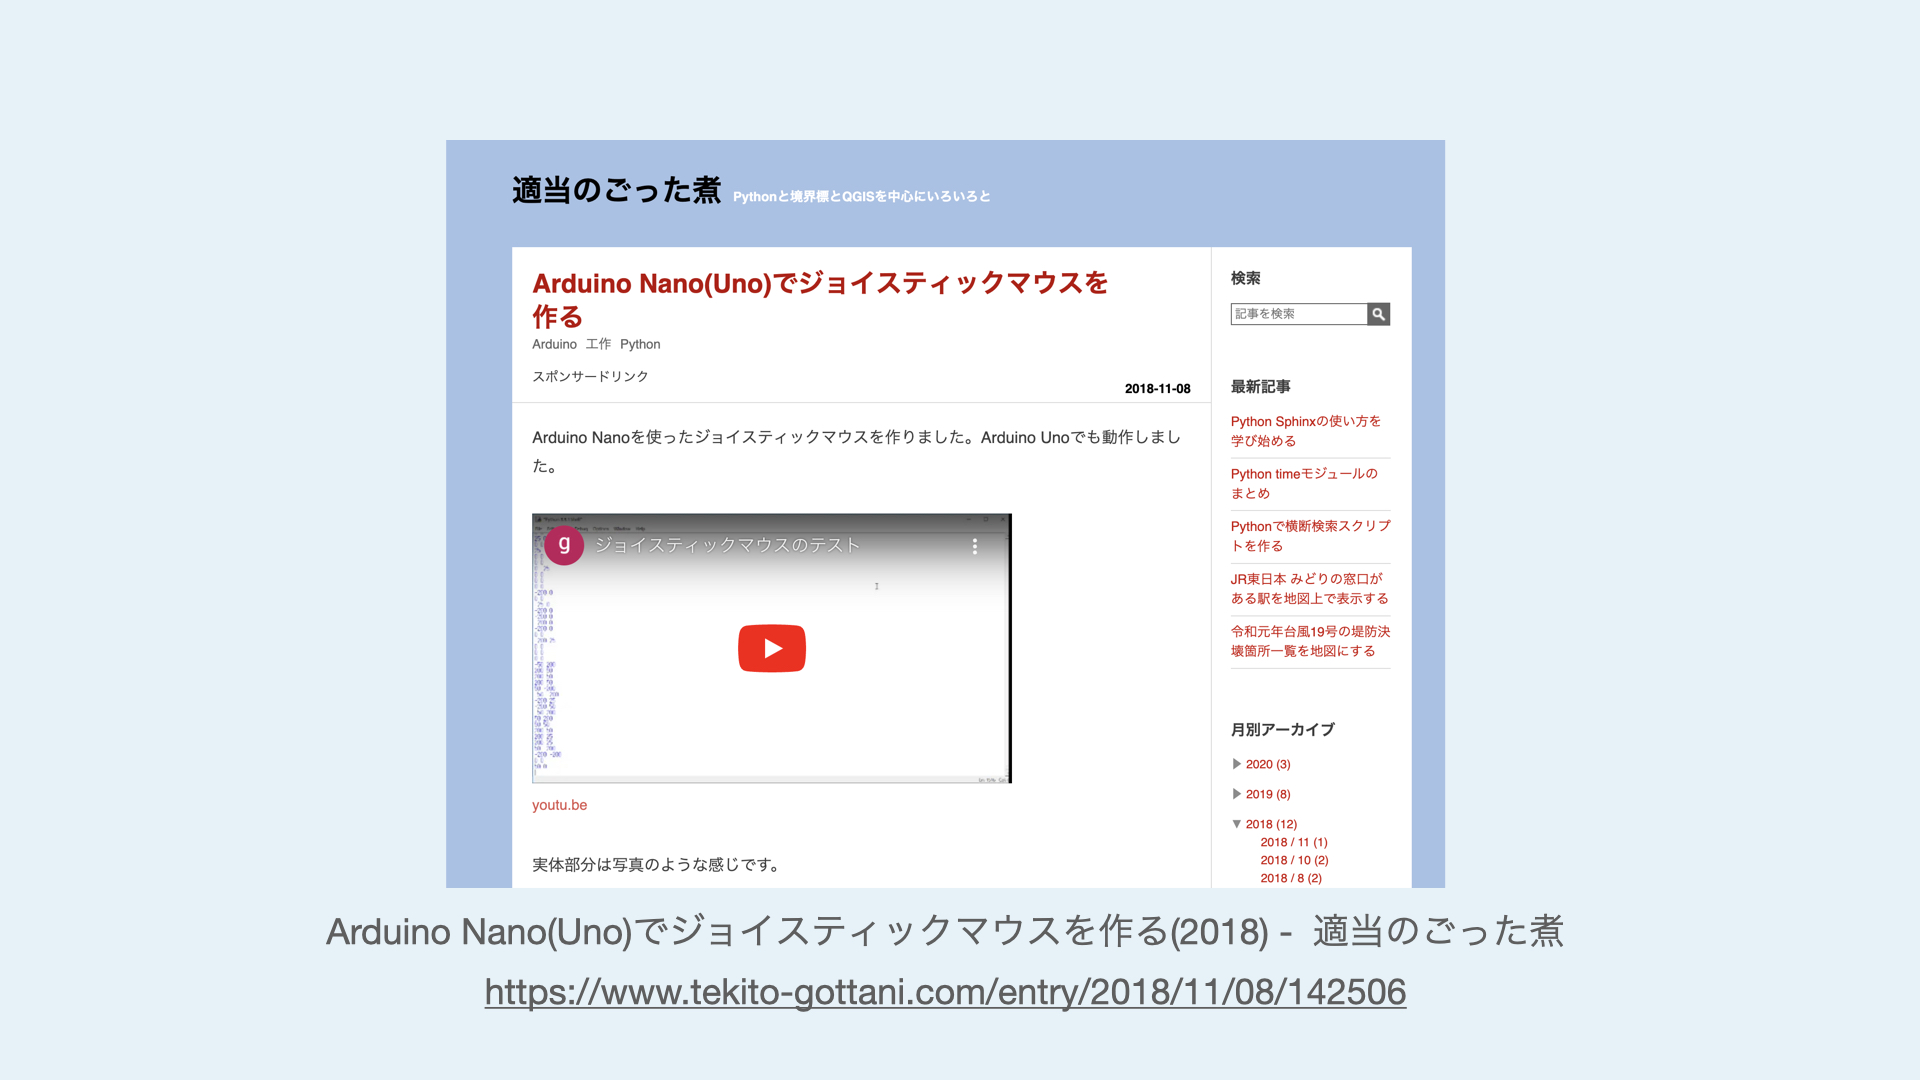 適当のごった煮 Pythonと境界標とQGISを中心にいろいろと
Arduino Nano(Uno)でジョイスティックマウスを
作る
Arduino 工作 Python
スポンサードリンク
2018-11-08
Arduino Nanoを使ったジョイスティックマウスを作りました。Arduino Unoでも動作しまし
た。
g ジョイスティックマウスのテスト
youtu.be
実体部分は写真のような感じです。
検索
記事を検索
最新記事
Python Sphinxの使い方を
学び始める
Python timeモジュールの
まとめ
Pythonで横断検索スクリプ
トを作る
JR東日本 みどりの窓口が
ある駅を地図上で表示する
令和元年台風19号の堤防決
壊箇所一覧を地図にする
月別アーカイブ
▶ 2020 (3)
▶ 2019 (8)
▼ 2018 (12)
2018 / 11 (1)
2018 / 10 (2)
2018 / 8 (2)
Arduino Nano(Uno)でジョイスティックマウスを作る(2018) - 適当のごった煮
https://www.tekito-gottani.com/entry/2018/11/08/142506